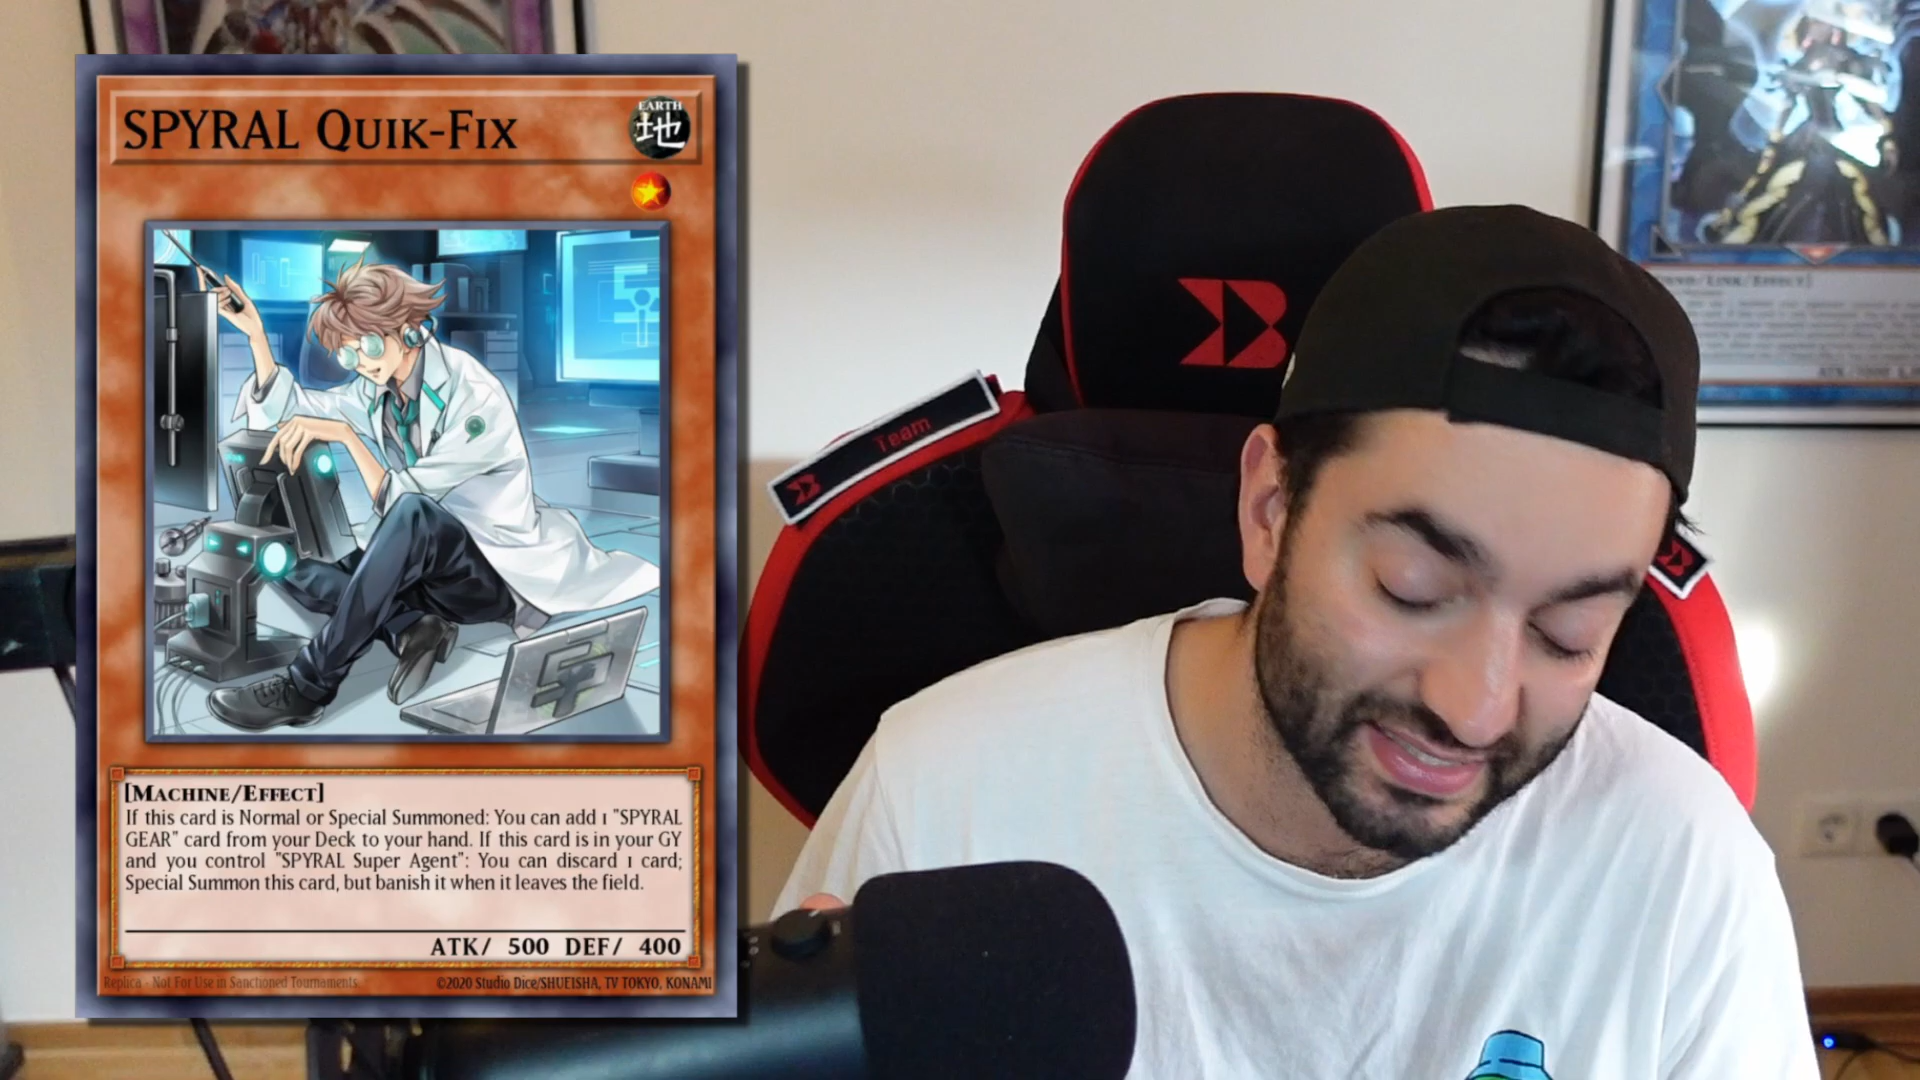 SPYRAL QUIK-FIX
EARTH
地
[MACHINE/EFFECT]
If this card is Normal or Special Summoned: You can add 1 "SPYRAL
GEAR" card from your Deck to your hand. If this card is in your GY
and you control "SPYRAL Super Agent": You can discard 1 card;
Special Summon this card, but banish it when it leaves the field.
ATK/ 500 DEF/ 400
Replica - Not For Use in Sanctioned Tournaments
©2020 Studio Dice/SHUEISHA, TV TOKYO, KONAMI
Team
/LINK/EFFECT]